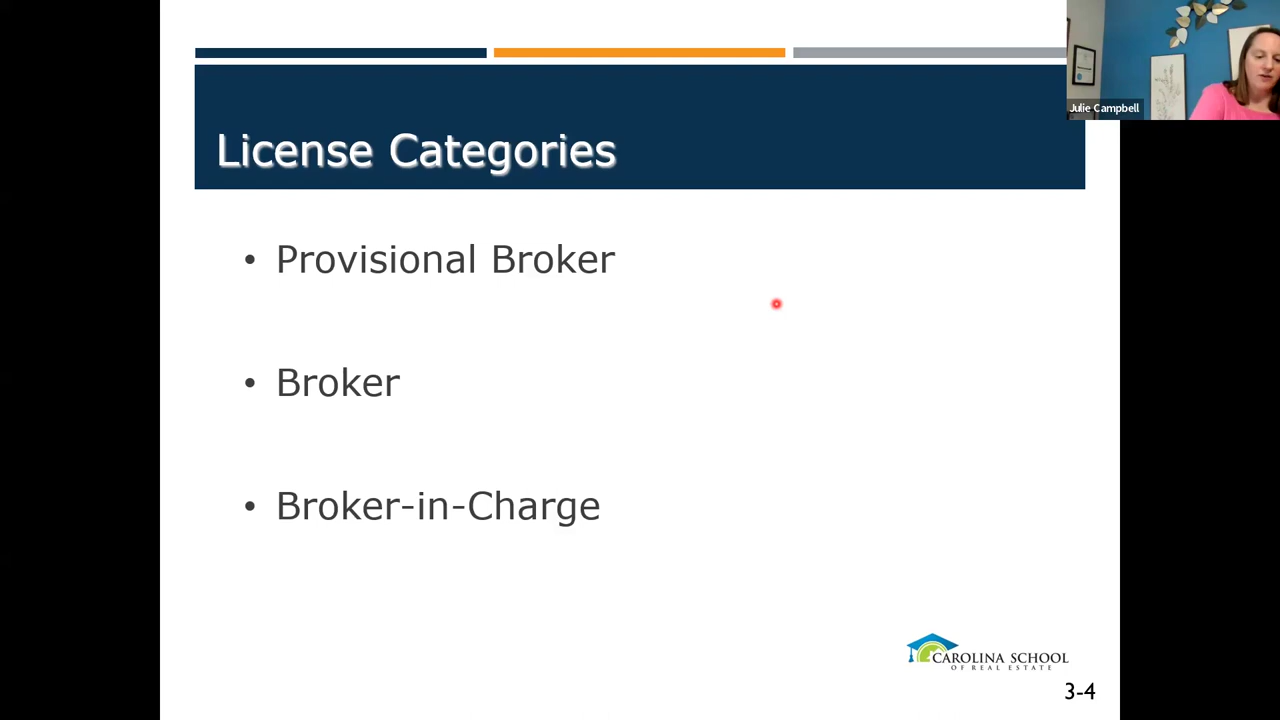 Julie Campbell
License Categories
• Provisional Broker
• Broker
• Broker-in-Charge
CAROLINA SCHOOL
OF REAL ESTATE
3-4